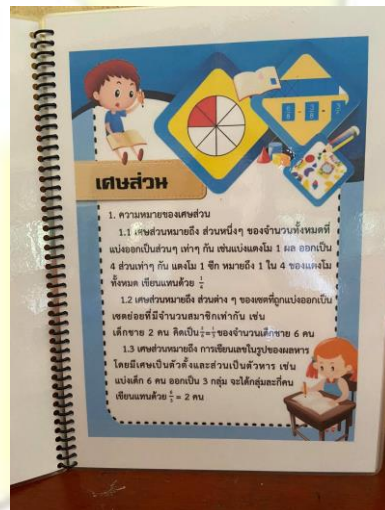 เศษส่วน
1. ความหมายของเศษส่วน
1.1 เศษส่วนหมายถึง ส่วนหนึ่งๆ ของจำนวนทั้งหมดที่
แบ่งออกเป็นส่วนๆ เท่าๆ กัน เช่นแบ่งแตงโม 1 ผล ออกเป็น
4 ส่วนเท่าๆ กัน แตงโม 1 ซีก หมายถึง 1 ใน 4 ของแตงโม
ทั้งหมด เขียนแทนด้วย 1/4
1.2 เศษส่วนหมายถึง ส่วนต่าง ๆ ของเซตที่ถูกแบ่งออกเป็น
เซตย่อยที่มีจำนวนสมาชิกเท่ากัน เช่น
เด็กชาย 2 คน คิดเป็น ของจำนวนเด็กชาย 6 คน
1.3 เศษส่วนหมายถึง การเขียนเลขในรูปของผลหาร
โดยมีเศษเป็นตัวตั้งและส่วนเป็นตัวหาร เช่น
แบ่งเด็ก 6 คน ออกเป็น 3 กลุ่ม จะได้กลุ่มละกี่คน
เขียนแทนด้วย 6/3 = 2 คน